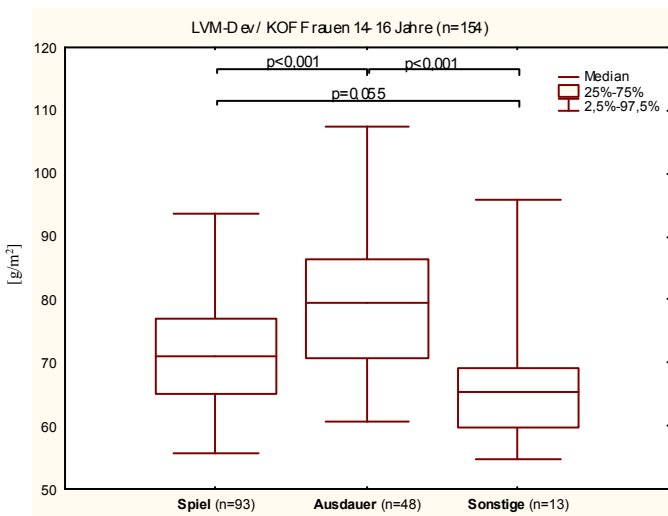 LVM-Dev/ KOF Frauen 14-16 Jahre (n=154)
120
110
100
90
80
70
60
50
[g/m²]
p<0,001
p<0,001
p=0,055
Median
25%-75%
2,5%-97,5%
Spiel (n=93)
Ausdauer (n=48)
Sonstige (n=13)